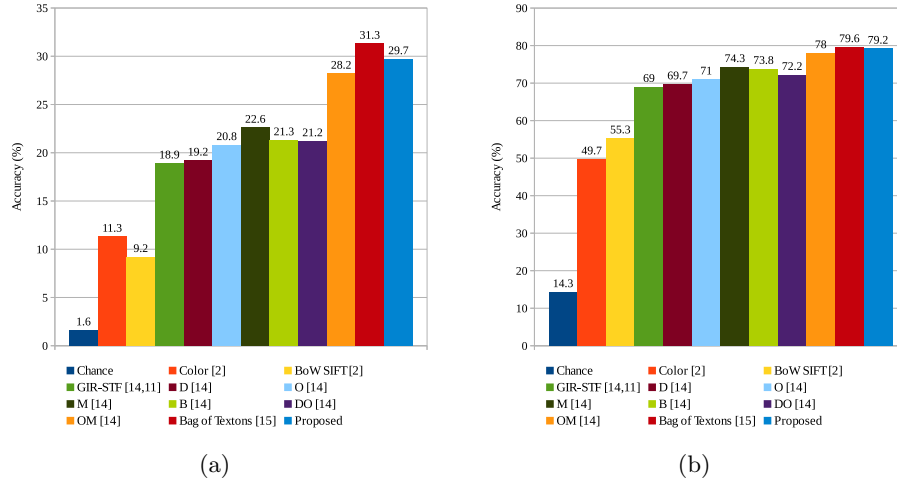 35
30
25
20
15
10
5
0
Accuracy (%)
1.6
11.3
9.2
18.9
19.2
20.8
22.6
21.3
21.2
28.2
31.3
29.7
Chance
Color [2]
BoW SIFT[2]
GIR-STF [14,11]
D [14]
O [14]
M [14]
B [14]
DO [14]
OM [14]
Bag of Textons [15]
Proposed
(a)
90
80
70
60
50
40
30
20
10
0
Accuracy (%)
14.3
49.7
55.3
69
69.7
71
74.3
73.8
72.2
78
79.6
79.2
Chance
Color [2]
BoW SIFT[2]
GIR-STF [14,11]
D [14]
O [14]
M [14]
B [14]
DO [14]
OM [14]
Bag of Textons [15]
Proposed
(b)